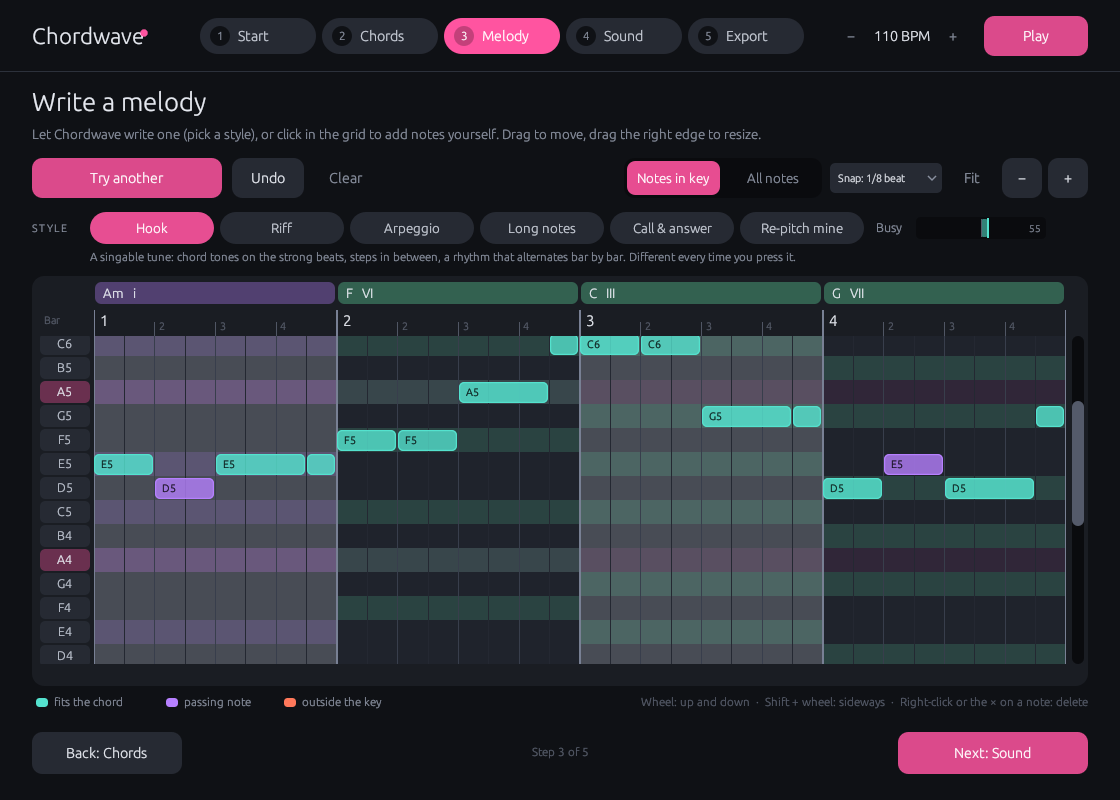 Chordwave
1 Start 2 Chords 3 Melody 4 Sound 5 Export − 110 BPM + Play
Write a melody
Let Chordwave write one (pick a style), or click in the grid to add notes yourself. Drag to move, drag the right edge to resize.
Try another Undo Clear Notes in key All notes Snap: 1/8 beat Fit − +
STYLE Hook Riff Arpeggio Long notes Call & answer Re-pitch mine Busy 55
A singable tune: chord tones on the strong beats, steps in between, a rhythm that alternates bar by bar. Different every time you press it.
Am i F VI C III G VII
Bar 1 2 3 4 2 2 3 4 3 2 3 4 4 2 3 4
C6 C6 C6
B5
A5 A5
G5 G5
F5 F5 F5
E5 E5 E5 E5
D5 D5 D5 D5
C5
B4
A4
G4
F4
E4
D4
fits the chord passing note outside the key Wheel: up and down · Shift + wheel: sideways · Right-click or the × on a note: delete
Back: Chords Step 3 of 5 Next: Sound